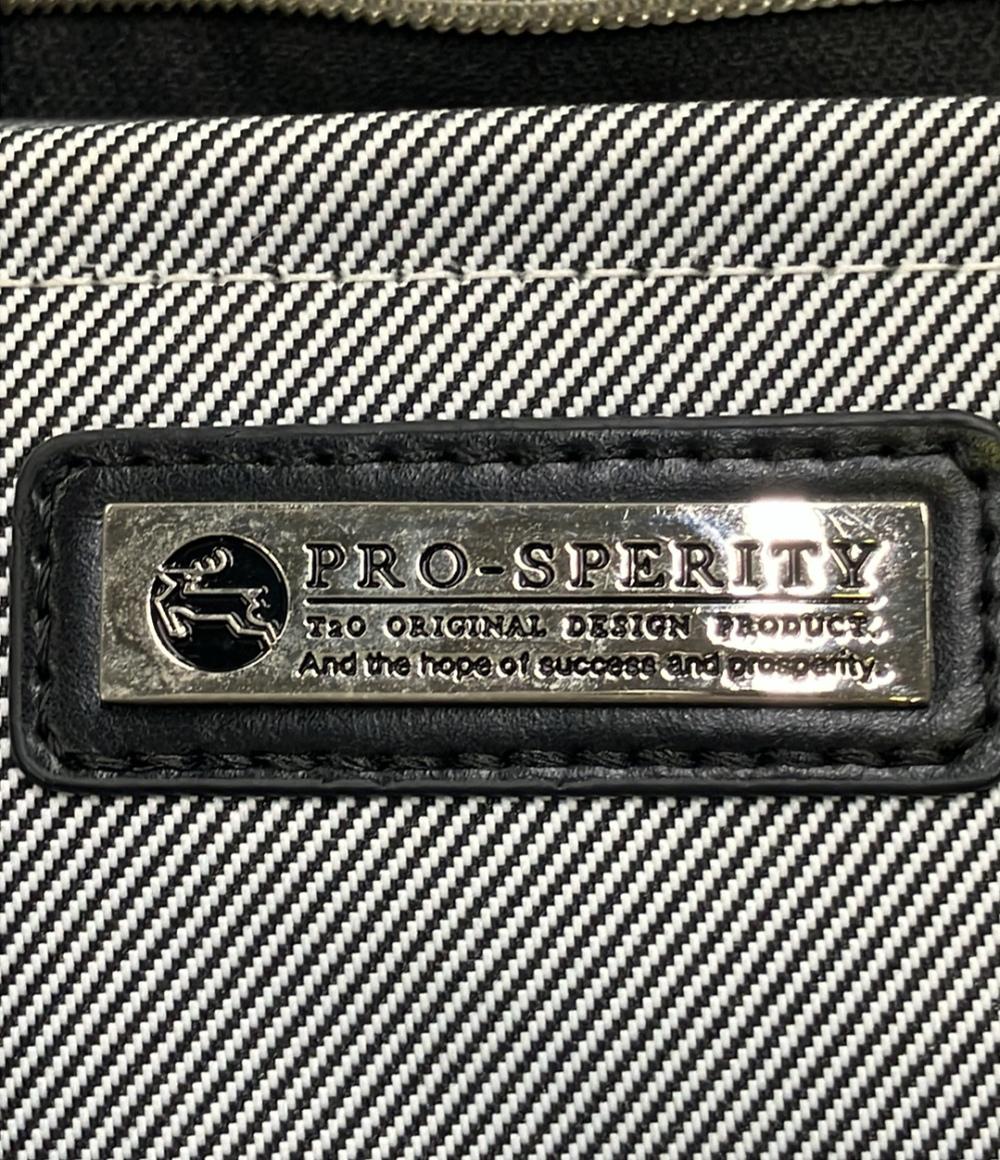 PRO-SPERITY
T2O ORIGINAL DESIGN PRODUCT.
And the hope of success and prosperity.